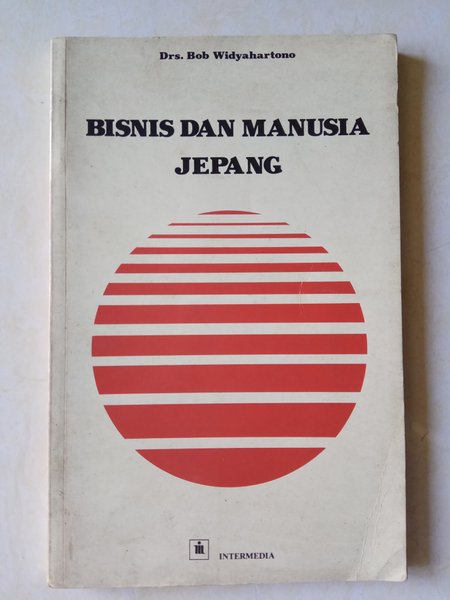 Drs. Bob Widyahartono
BISNIS DAN MANUSIA
JEPANG
INTERMEDIA